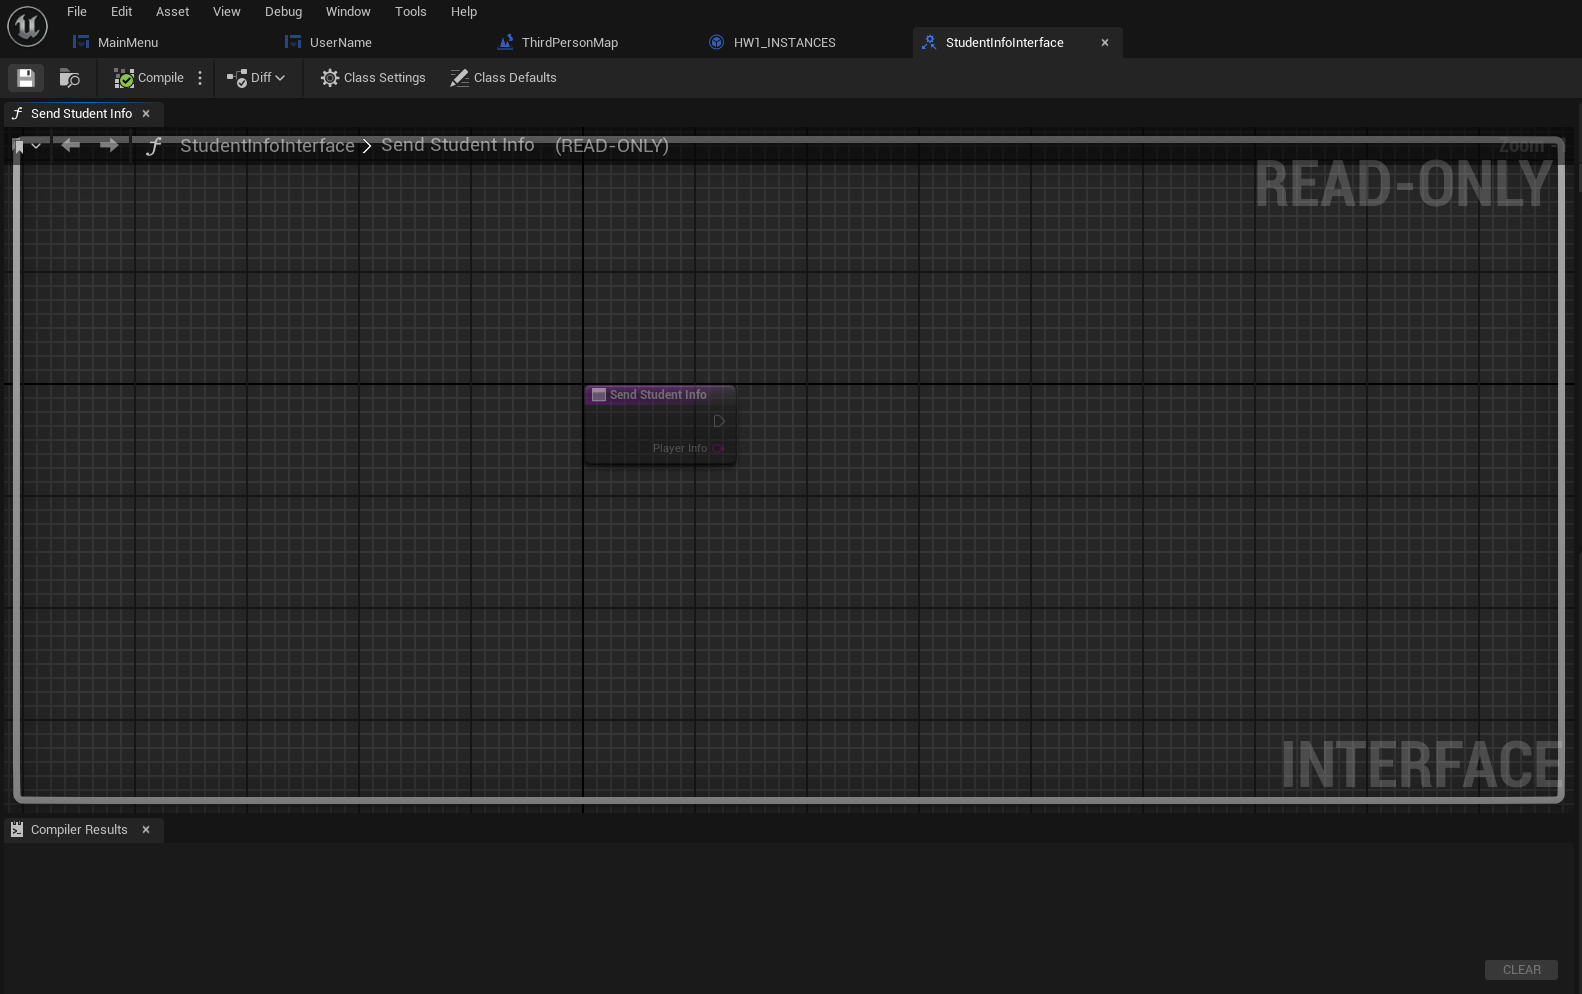 File Edit Asset View Debug Window Tools Help
MainMenu UserName ThirdPersonMap HW1_INSTANCES StudentInfoInterface
Compile Diff Class Settings Class Defaults
Send Student Info
StudentInfoInterface > Send Student Info (READ-ONLY)
Zoom
READ-ONLY
Send Student Info
Player Info
INTERFACE
Compiler Results
CLEAR